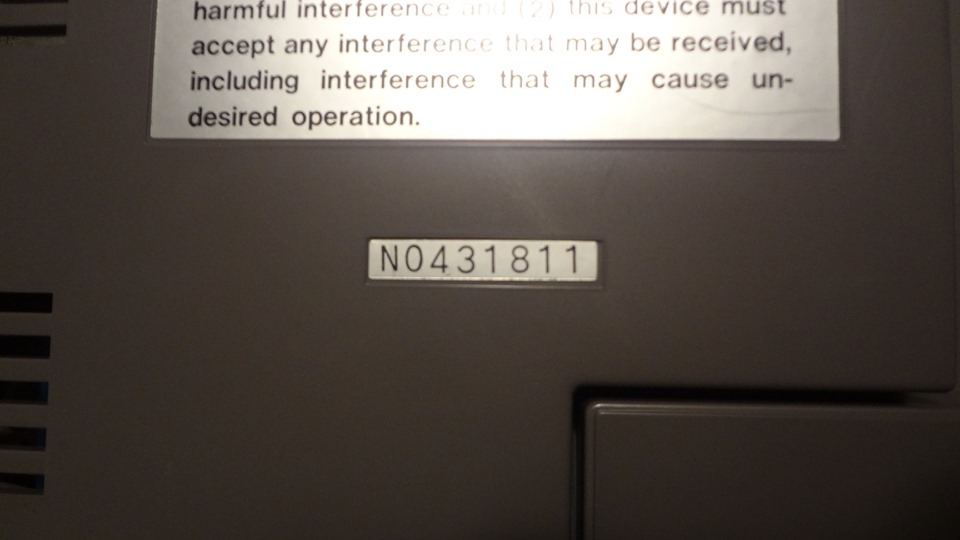 harmful interference and (2) this device must
accept any interference that may be received,
including interference that may cause un-
desired operation.
N0431811